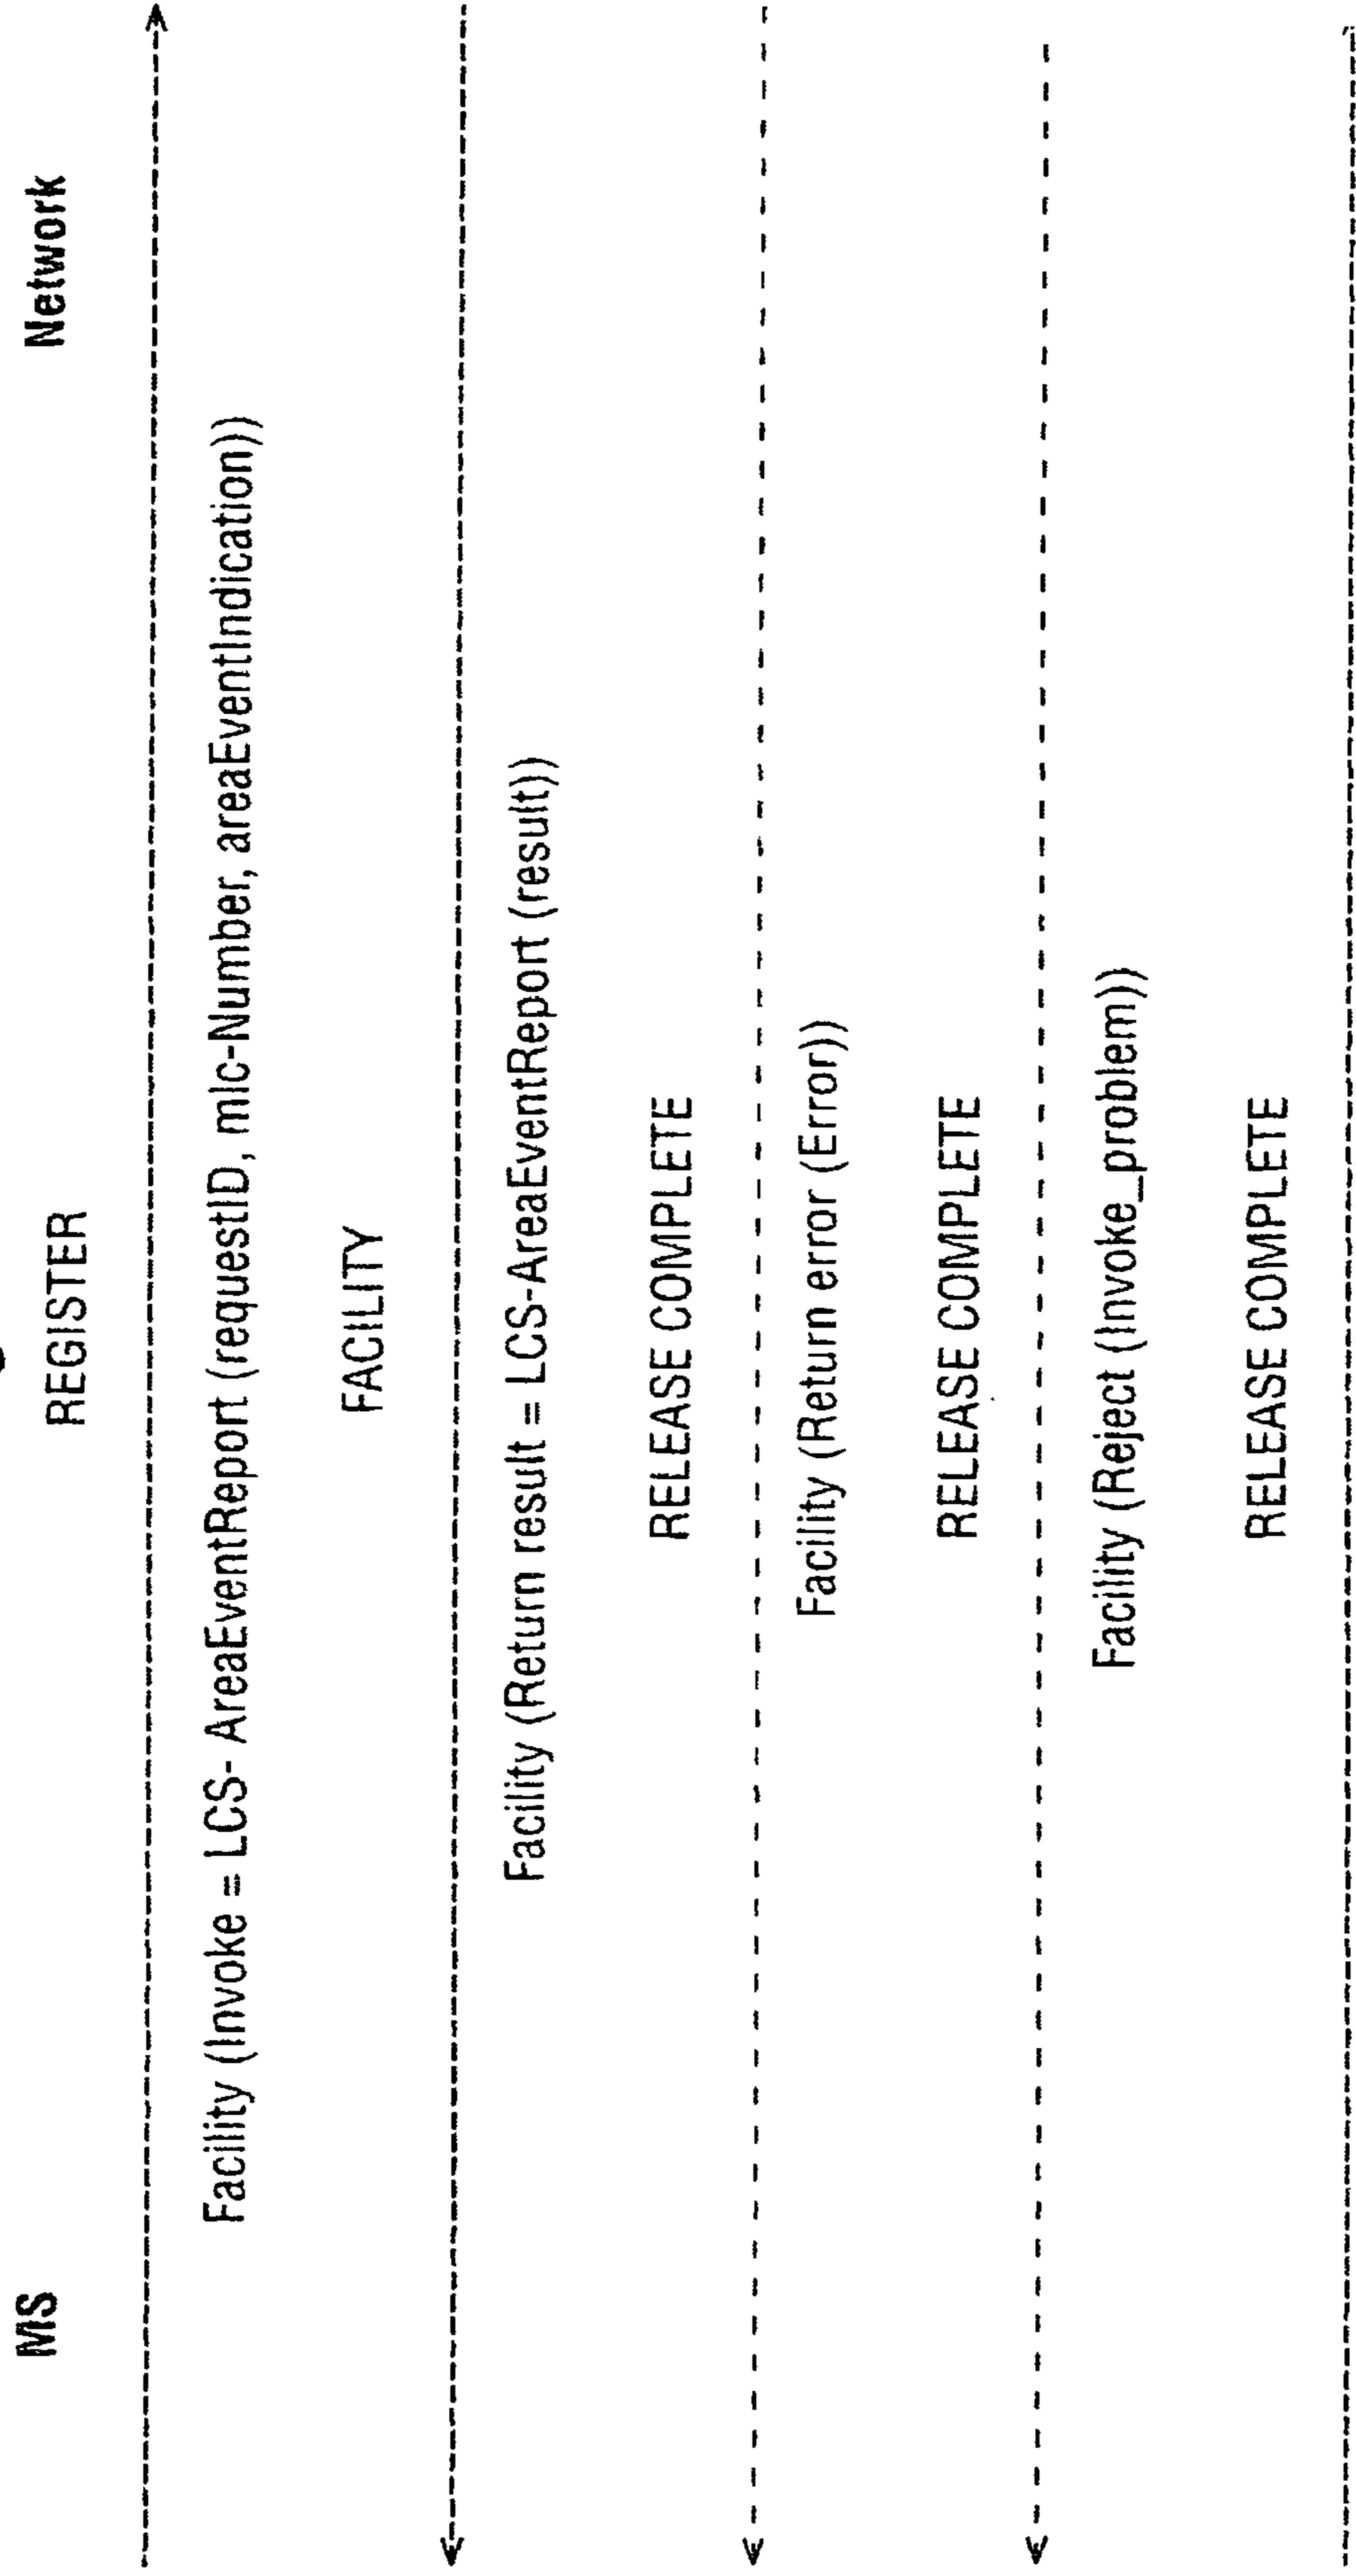 MS REGISTER Network
Facility (Invoke = LCS- AreaEventReport (requestID, mlc-Number, areaEventIndication))
FACILITY
Facility (Return result = LCS-AreaEventReport (result))
RELEASE COMPLETE
Facility (Return error (Error))
RELEASE COMPLETE
Facility (Reject (Invoke_problem))
RELEASE COMPLETE